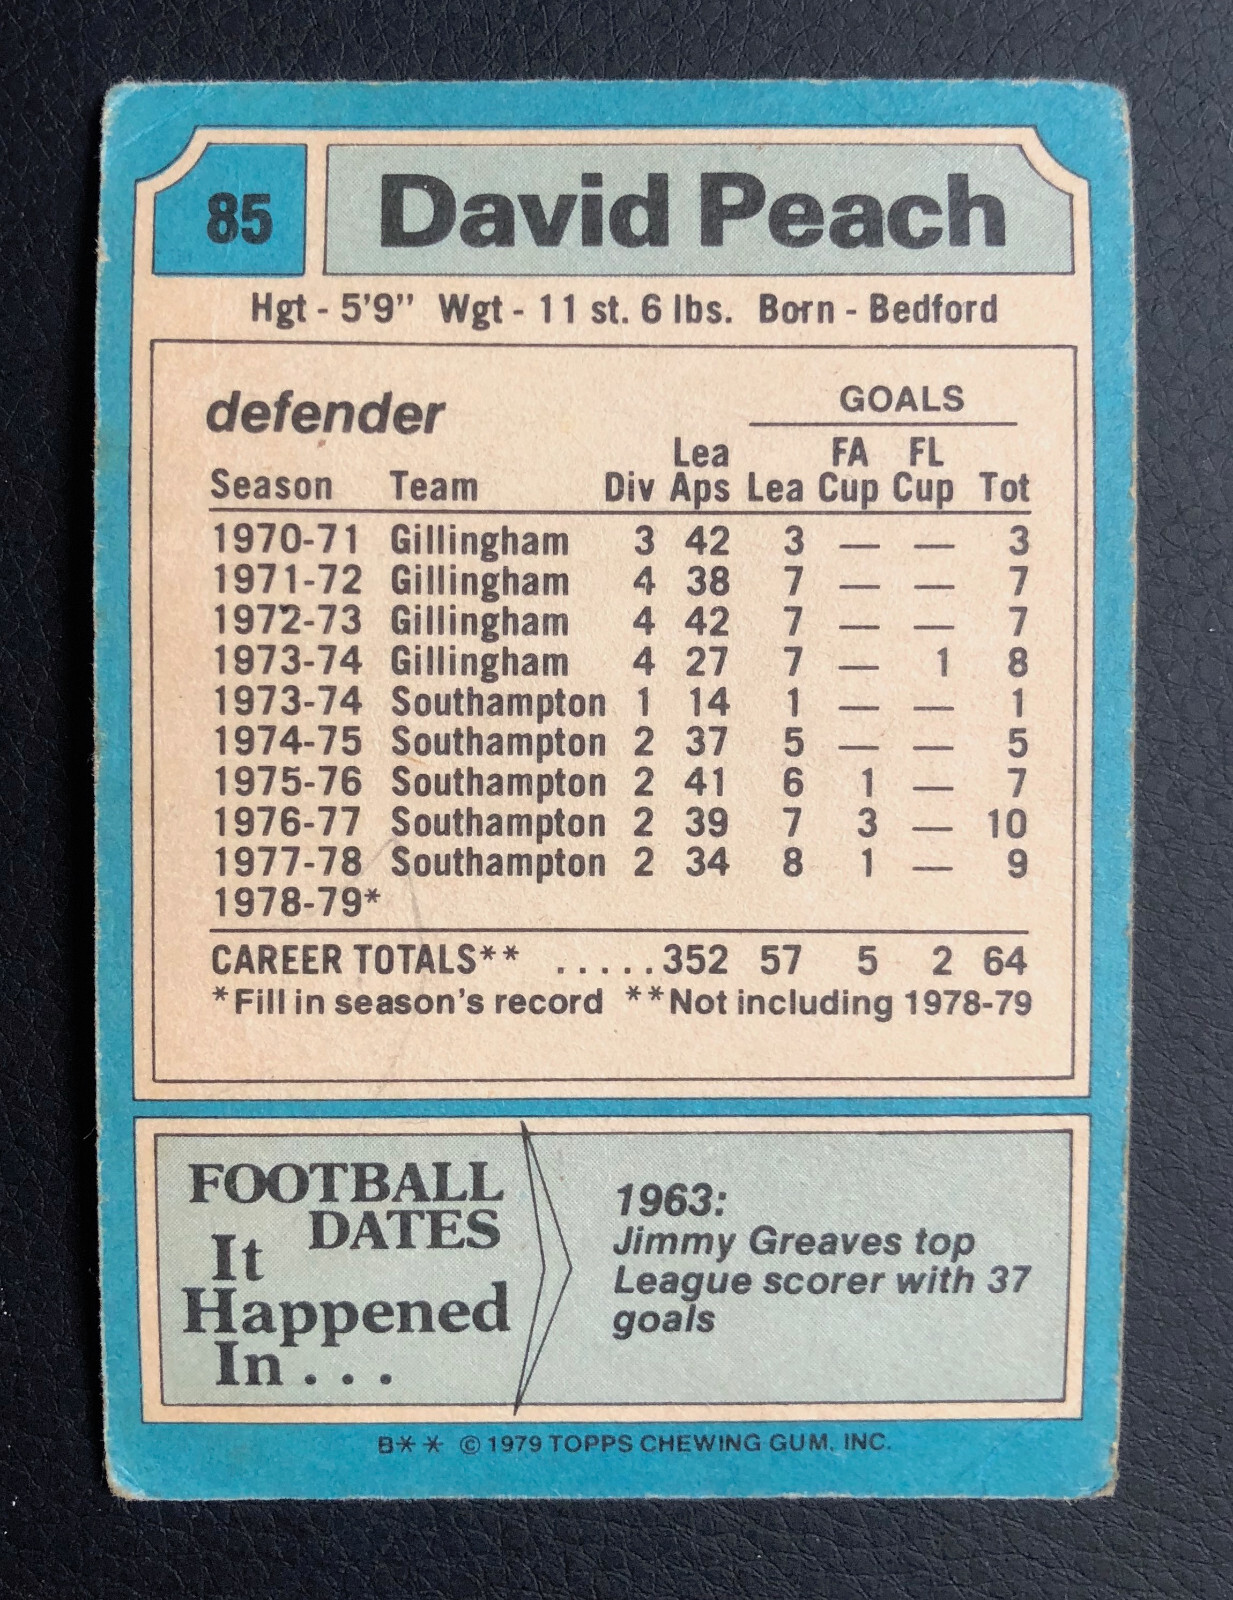 85 David Peach
Hgt - 5'9" Wgt - 11 st. 6 lbs. Born - Bedford
defender
GOALS
Lea FA FL
Season Team Div Aps Lea Cup Cup Tot
1970-71 Gillingham 3 42 3 — — 3
1971-72 Gillingham 4 38 7 — — 7
1972-73 Gillingham 4 42 7 — — 7
1973-74 Gillingham 4 27 7 — 1 8
1973-74 Southampton 1 14 1 — — 1
1974-75 Southampton 2 37 5 — — 5
1975-76 Southampton 2 41 6 1 — 7
1976-77 Southampton 2 39 7 3 — 10
1977-78 Southampton 2 34 8 1 — 9
1978-79*
CAREER TOTALS** .....352 57 5 2 64
*Fill in season's record **Not including 1978-79
FOOTBALL
DATES
It
Happened
In...
1963:
Jimmy Greaves top
League scorer with 37
goals
B** © 1979 TOPPS CHEWING GUM, INC.